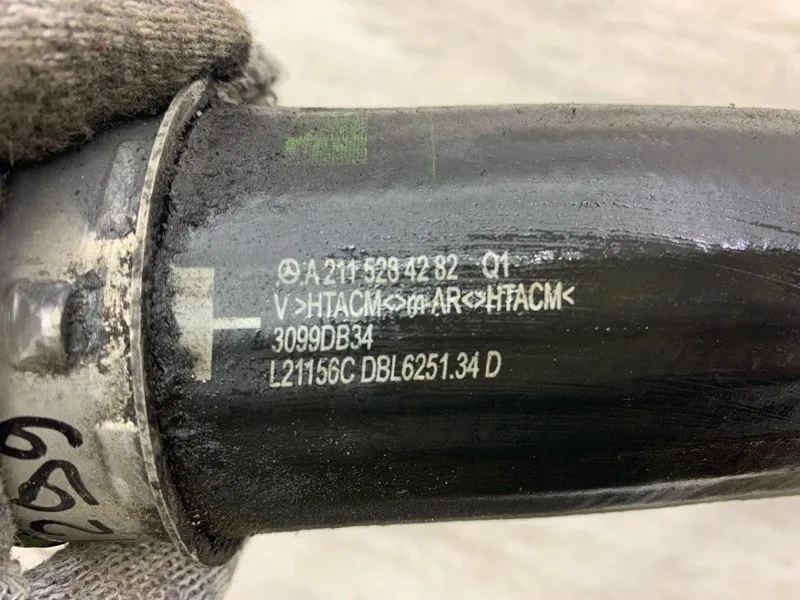 A 211 528 42 82 Q1
V >HTACM<>m-AR<>HTACM<
3099DB34
L21156C DBL6251.34 D